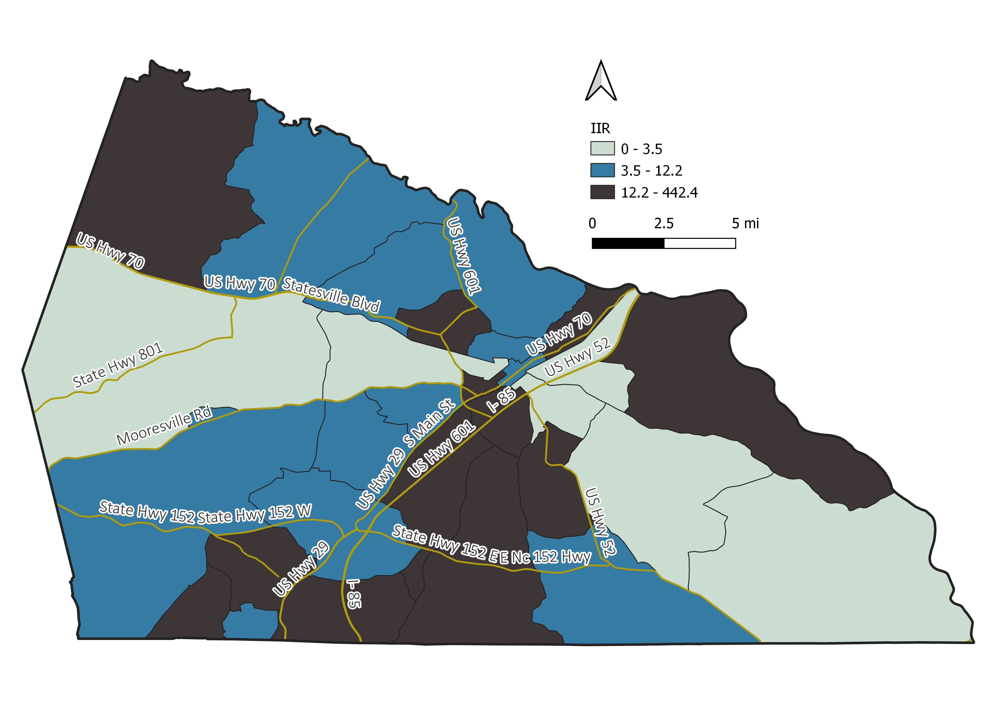 IIR
0 - 3.5
3.5 - 12.2
12.2 - 442.4
0 2.5 5 mi
US Hwy 70
US Hwy 70
Statesville Blvd
US Hwy 601
US Hwy 70
US Hwy 52
State Hwy 801
Mooresville Rd
I- 85
S Main St
US Hwy 601
US Hwy 29
State Hwy 152
State Hwy 152 W
US Hwy 52
State Hwy 152 E
E Nc 152 Hwy
US Hwy 29
I- 85